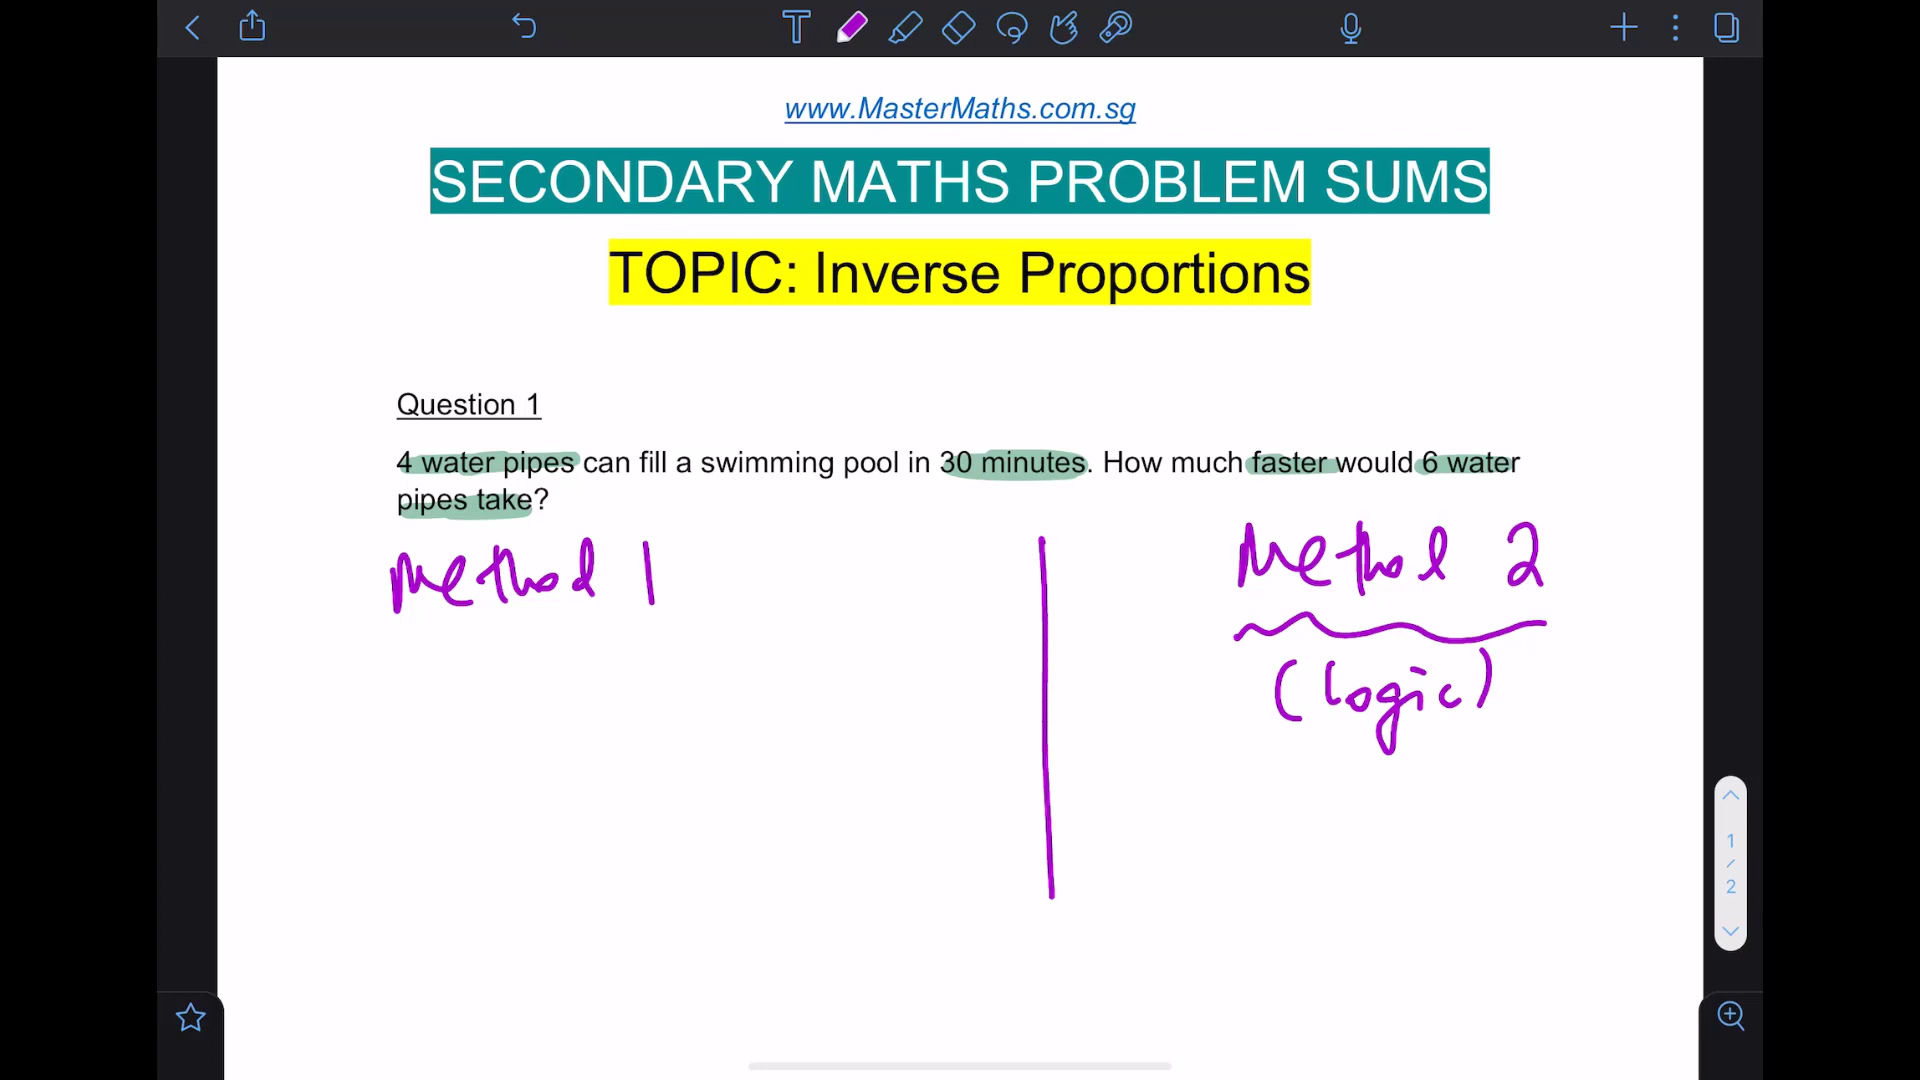 www.MasterMaths.com.sg
SECONDARY MATHS PROBLEM SUMS
TOPIC: Inverse Proportions
Question 1
4 water pipes can fill a swimming pool in 30 minutes. How much faster would 6 water
pipes take?
Method 1
Method 2
(Logic)
1
/
2